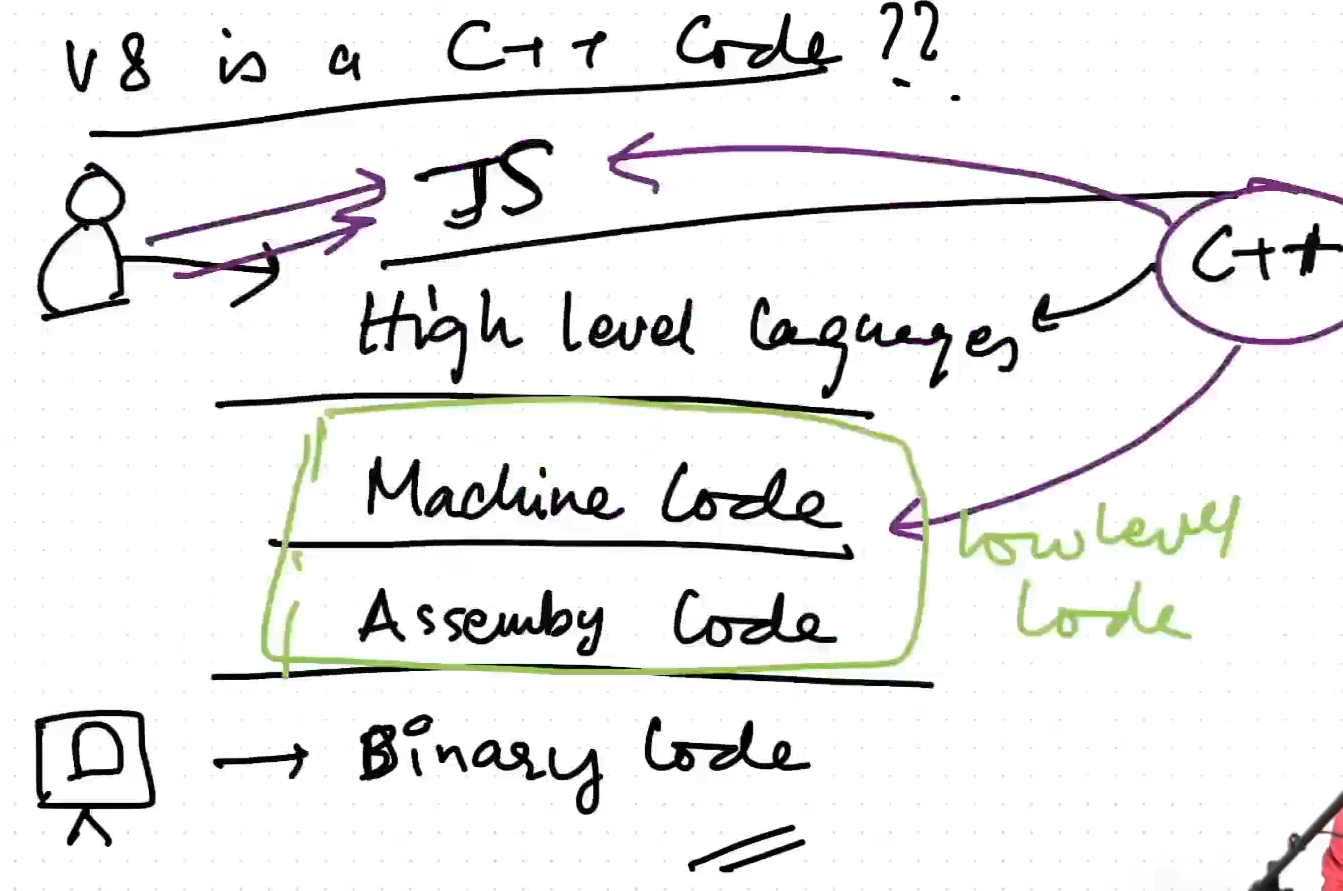 V8 is a C++ Code ??
JS
C++
High level laguages
Machine Code
Low level
Code
Assemby Code
Binary Code